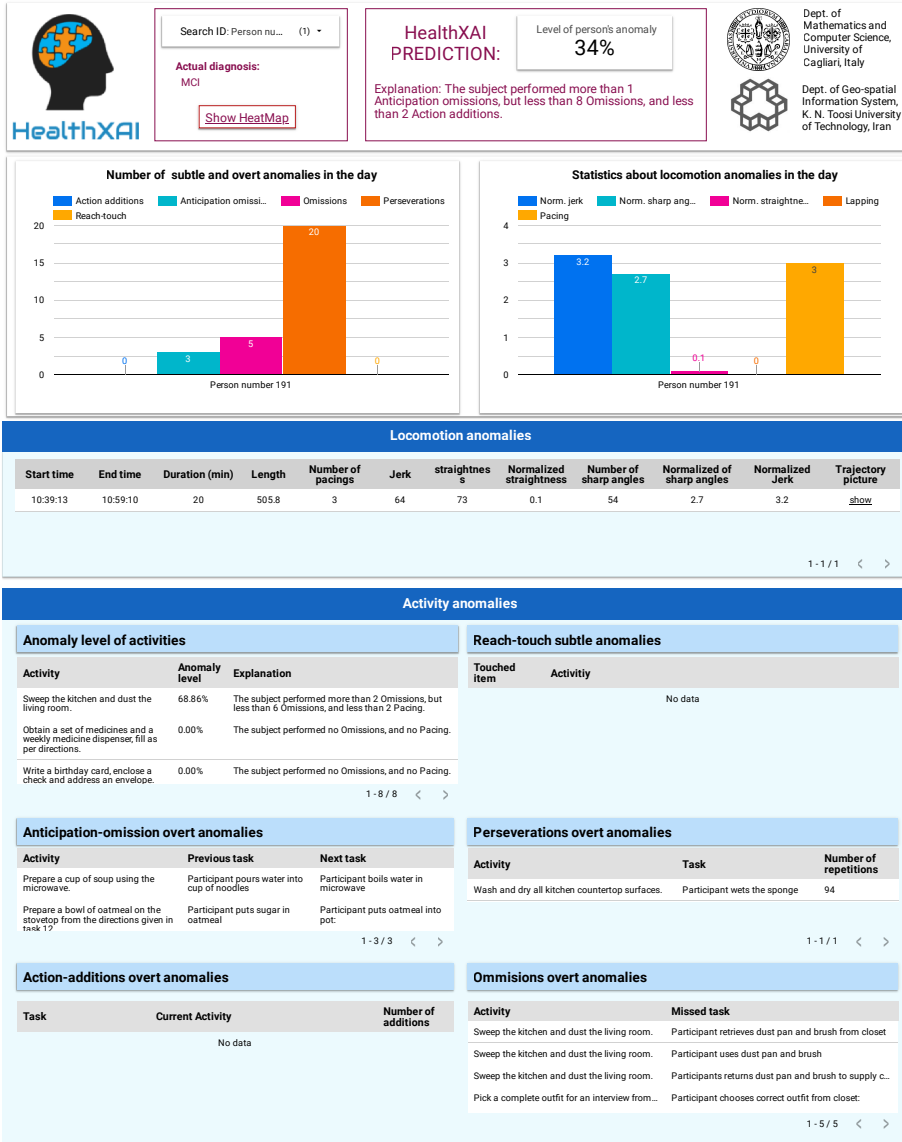 HealthXAI
Search ID: Person nu... (1)
Actual diagnosis:
MCI
Show HeatMap
HealthXAI
PREDICTION:
Level of person's anomaly
34%
Explanation: The subject performed more than 1
Anticipation omissions, but less than 8 Omissions, and less
than 2 Action additions.
Dept. of
Mathematics and
Computer Science,
University of
Cagliari, Italy
Dept. of Geo-spatial
Information System,
K. N. Toosi University
of Technology, Iran
Number of subtle and overt anomalies in the day
Action additions
Anticipation omissi...
Omissions
Perseverations
Reach-touch
20
15
10
5
0
0
3
5
20
0
Person number 191
Statistics about locomotion anomalies in the day
Norm. jerk
Norm. sharp ang...
Norm. straightne...
Lapping
Pacing
4
3
2
1
0
3.2
2.7
0.1
0
3
Person number 191
Locomotion anomalies
Start time End time Duration (min) Length Number of pacings Jerk straightness Normalized straightness Number of sharp angles Normalized of sharp angles Normalized Jerk Trajectory picture
10:39:13 10:59:10 20 505.8 3 64 73 0.1 54 2.7 3.2 show
1 - 1 / 1
Activity anomalies
Anomaly level of activities
Activity Anomaly level Explanation
Sweep the kitchen and dust the living room. 68.86% The subject performed more than 2 Omissions, but less than 6 Omissions, and less than 2 Pacing.
Obtain a set of medicines and a weekly medicine dispenser, fill as per directions. 0.00% The subject performed no Omissions, and no Pacing.
Write a birthday card, enclose a check and address an envelope. 0.00% The subject performed no Omissions, and no Pacing.
1 - 8 / 8
Reach-touch subtle anomalies
Touched item Activitiy
No data
Anticipation-omission overt anomalies
Activity Previous task Next task
Prepare a cup of soup using the microwave. Participant pours water into cup of noodles Participant boils water in microwave
Prepare a bowl of oatmeal on the stovetop from the directions given in task 12 Participant puts sugar in oatmeal Participant puts oatmeal into pot:
1 - 3 / 3
Perseverations overt anomalies
Activity Task Number of repetitions
Wash and dry all kitchen countertop surfaces. Participant wets the sponge 94
1 - 1 / 1
Action-additions overt anomalies
Task Current Activity Number of additions
No data
Ommisions overt anomalies
Activity Missed task
Sweep the kitchen and dust the living room. Participant retrieves dust pan and brush from closet
Sweep the kitchen and dust the living room. Participant uses dust pan and brush
Sweep the kitchen and dust the living room. Participants returns dust pan and brush to supply c...
Pick a complete outfit for an interview from... Participant chooses correct outfit from closet:
1 - 5 / 5